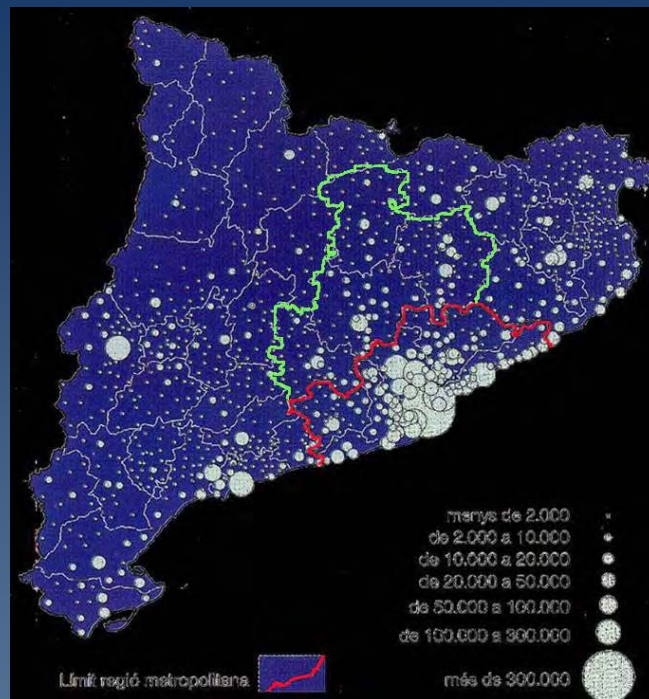 menys de 2.000
de 2.000 a 10.000
de 10.000 a 20.000
de 20.000 a 50.000
de 50.000 a 100.000
de 100.000 a 300.000
més de 300.000
Límit regió metropolitana